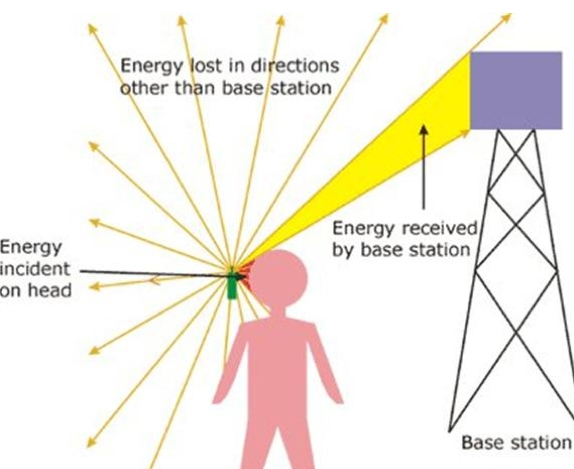 Energy lost in directions
other than base station
Energy received
by base station
Energy
incident
on head
Base station